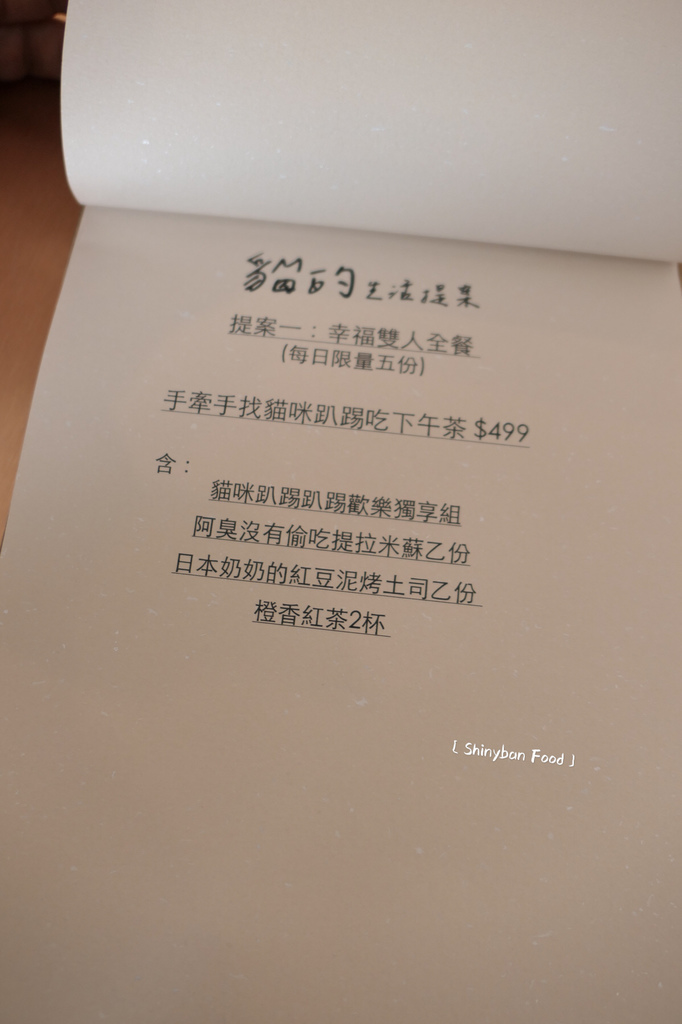 貓的生活提案
提案一：幸福雙人全餐
(每日限量五份)
手牽手找貓咪趴踢吃下午茶 $499
含：
貓咪趴踢趴踢歡樂獨享組
阿臭沒有偷吃提拉米蘇乙份
日本奶奶的紅豆泥烤土司乙份
橙香紅茶2杯
[ Shinyban Food ]